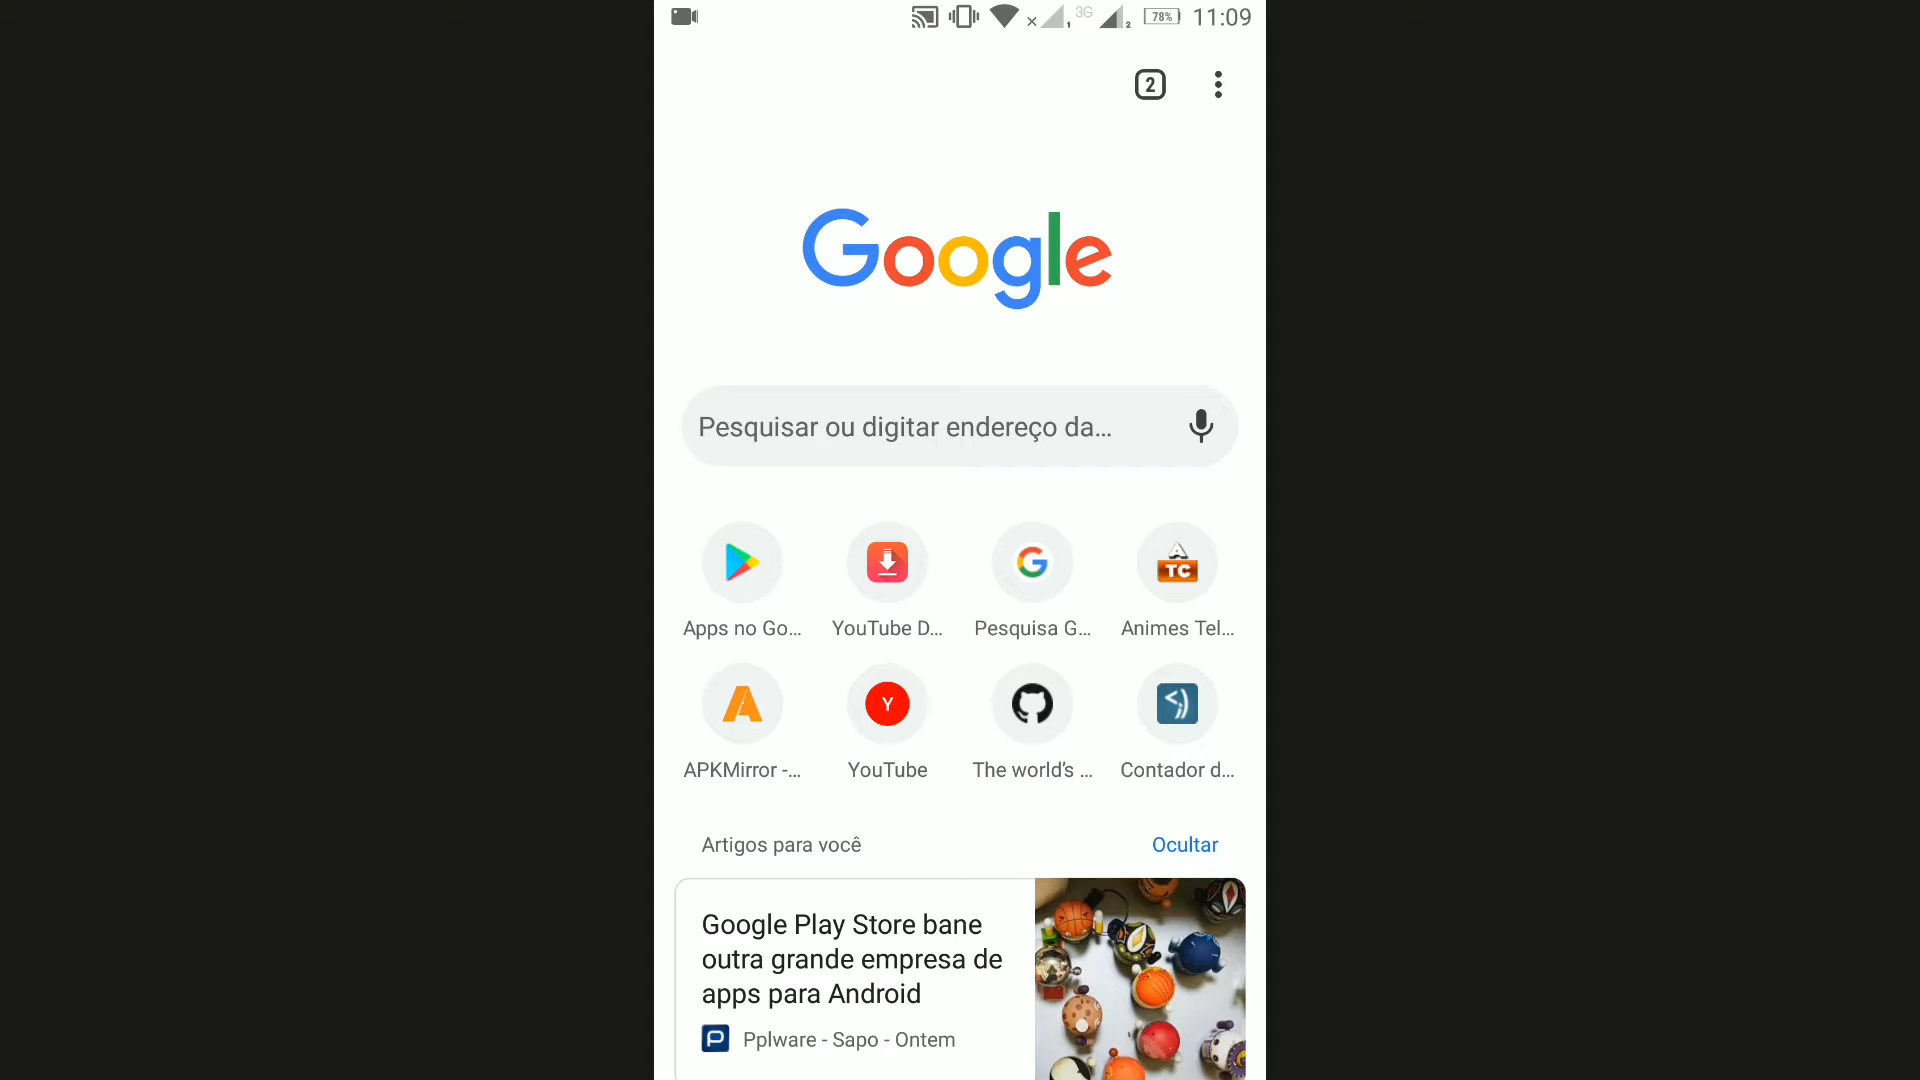 3G
1
2
78%
11:09
2
Google
Pesquisar ou digitar endereço da...
Apps no Go...
YouTube D...
G
Pesquisa G...
A
TC
Animes Tel...
APKMirror -...
Y
YouTube
The world's ...
Contador d...
Artigos para você
Ocultar
Google Play Store bane
outra grande empresa de
apps para Android
Pplware - Sapo - Ontem